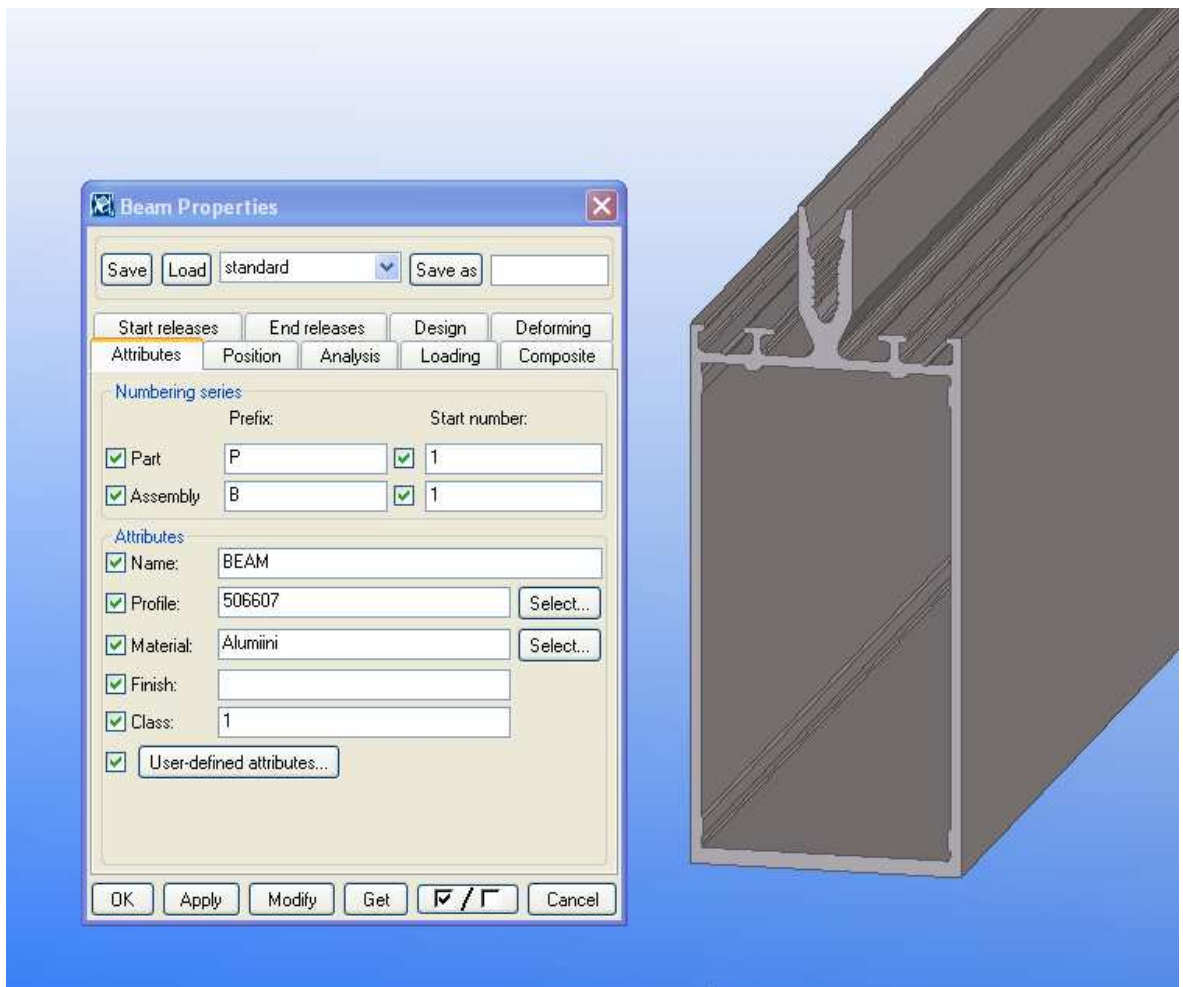 Beam Properties
Save Load standard Save as
Start releases End releases Design Deforming
Attributes Position Analysis Loading Composite
Numbering series
Prefix: Start number:
Part P 1
Assembly B 1
Attributes
Name: BEAM
Profile: 506607 Select...
Material: Alumiini Select...
Finish:
Class: 1
User-defined attributes...
OK Apply Modify Get / Cancel